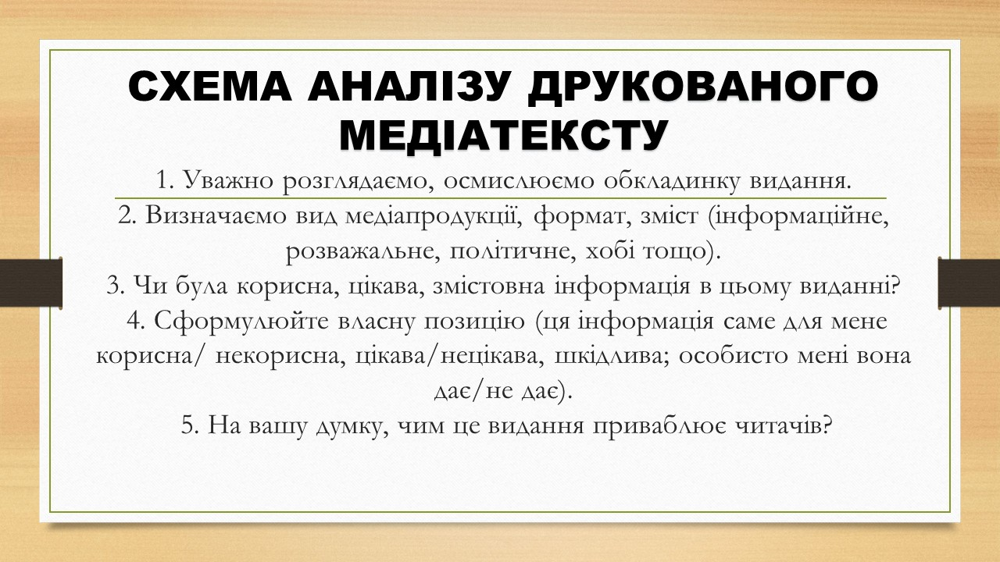 СХЕМА АНАЛІЗУ ДРУКОВАНОГО
МЕДІАТЕКСТУ
1. Уважно розглядаємо, осмислюємо обкладинку видання.
2. Визначаємо вид медіапродукції, формат, зміст (інформаційне,
розважальне, політичне, хобі тощо).
3. Чи була корисна, цікава, змістовна інформація в цьому виданні?
4. Сформулюйте власну позицію (ця інформація саме для мене
корисна/ некорисна, цікава/нецікава, шкідлива; особисто мені вона
дає/не дає).
5. На вашу думку, чим це видання приваблює читачів?